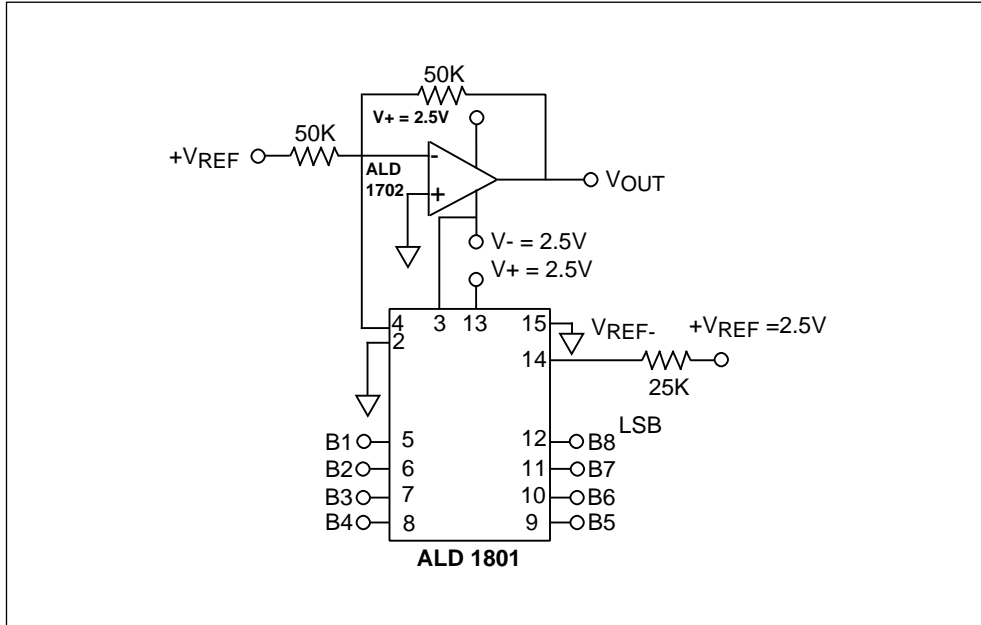 50K
V+ = 2.5V
50K
+VREF
-
ALD
1702
+
VOUT
V- = 2.5V
V+ = 2.5V
4 3 13 15
2
VREF-
+VREF =2.5V
14
25K
LSB
B1 5 12 B8
B2 6 11 B7
B3 7 10 B6
B4 8 9 B5
ALD 1801